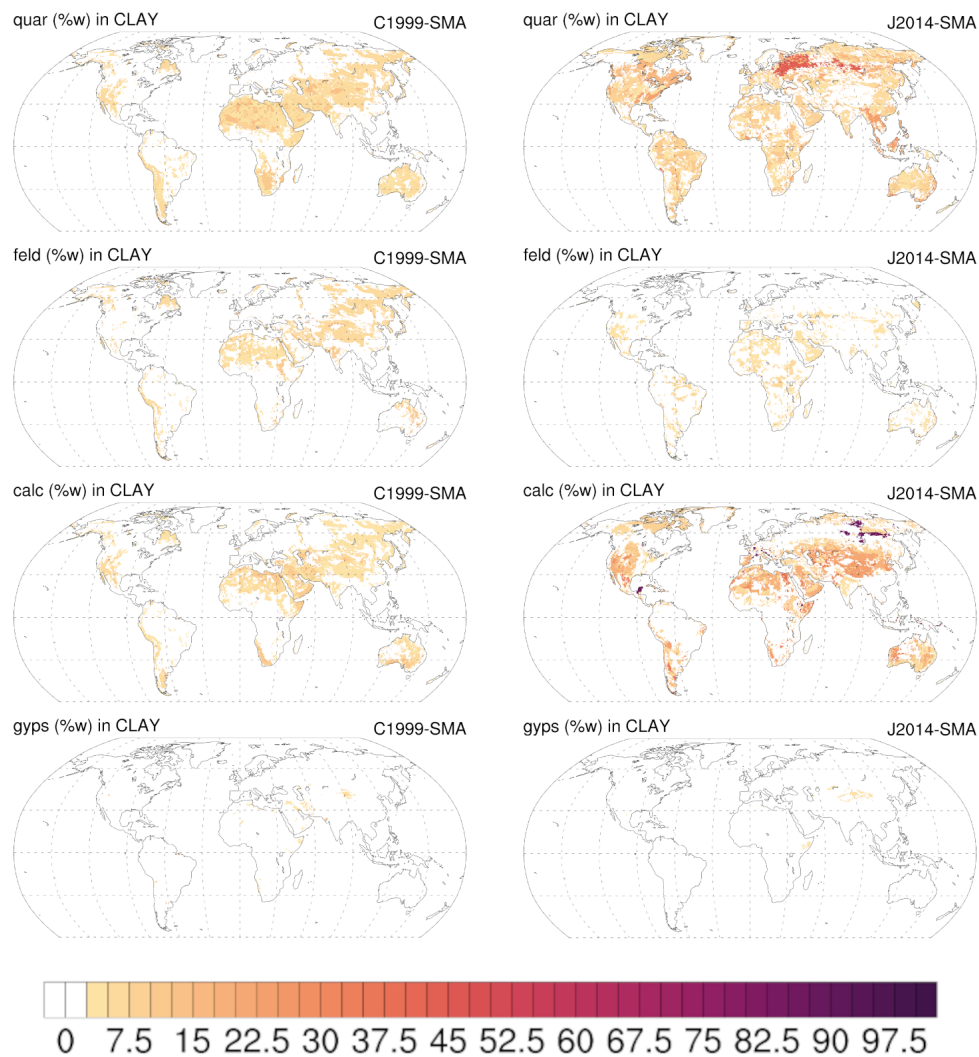 quar (%w) in CLAY C1999-SMA quar (%w) in CLAY J2014-SMA
feld (%w) in CLAY C1999-SMA feld (%w) in CLAY J2014-SMA
calc (%w) in CLAY C1999-SMA calc (%w) in CLAY J2014-SMA
gyps (%w) in CLAY C1999-SMA gyps (%w) in CLAY J2014-SMA
0 7.5 15 22.5 30 37.5 45 52.5 60 67.5 75 82.5 90 97.5